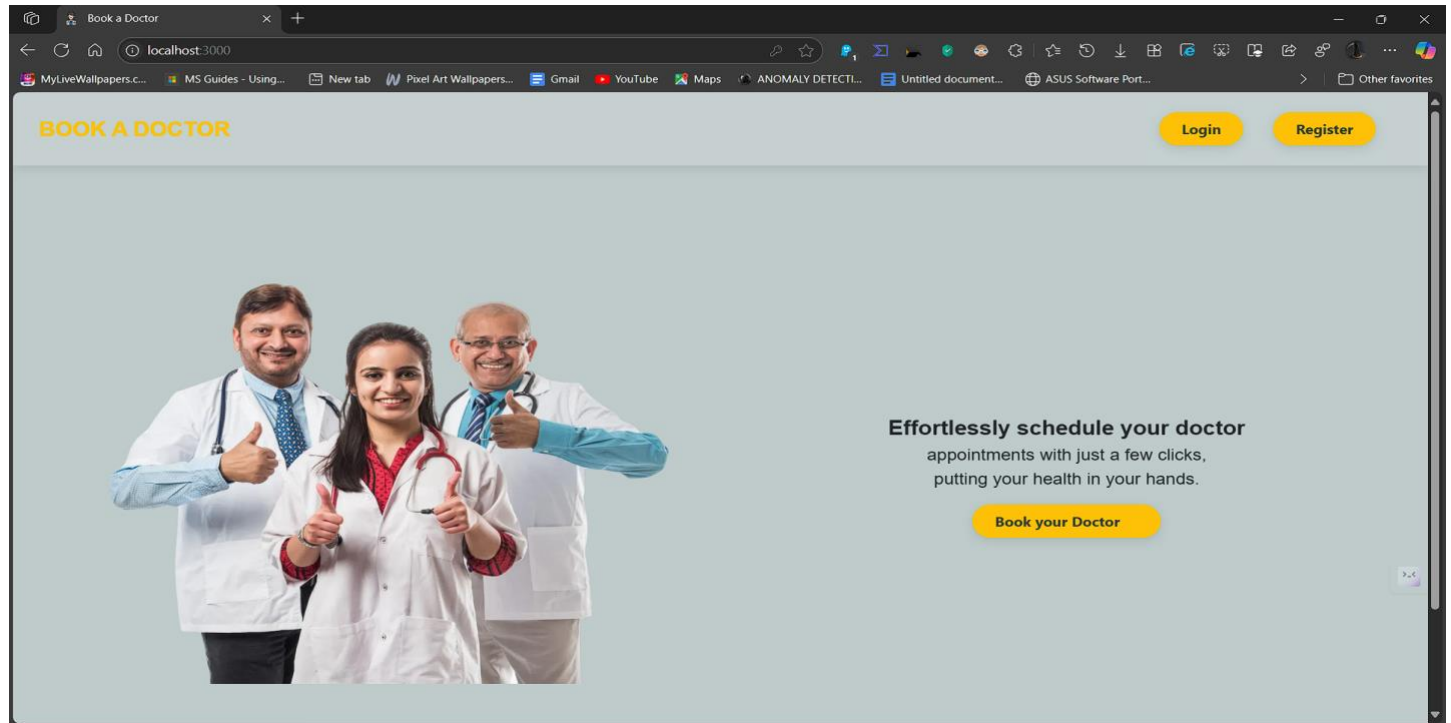 Book a Doctor
localhost:3000
1
MyLiveWallpapers.c... MS Guides - Using... New tab Pixel Art Wallpapers... Gmail YouTube Maps ANOMALY DETECTI... Untitled document... ASUS Software Port... Other favorites
BOOK A DOCTOR Login Register
Effortlessly schedule your doctor
appointments with just a few clicks,
putting your health in your hands.
Book your Doctor